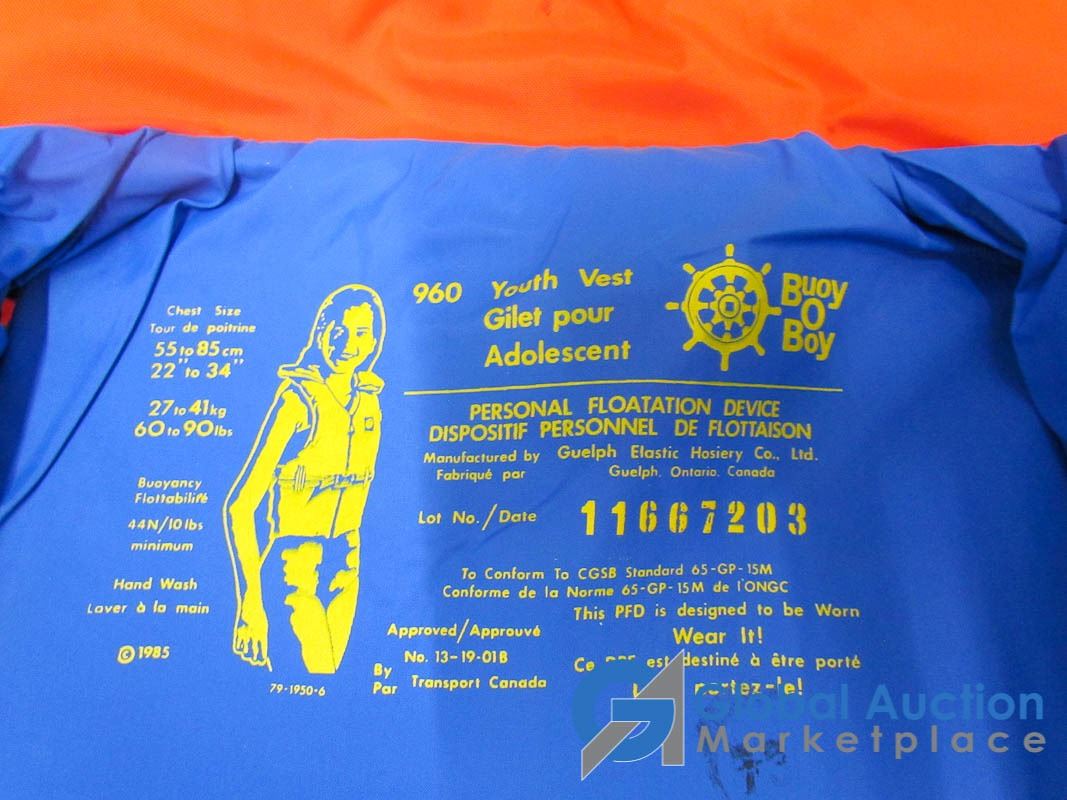 Chest Size
Tour de poitrine
55 to 85 cm
22" to 34"
27 to 41 kg
60 to 90 lbs
Buoyancy
Flottabilité
44N/10 lbs
minimum
Hand Wash
Laver à la main
© 1985
79-1950-6
960 Youth Vest
Gilet pour
Adolescent
Buoy
O
Boy
PERSONAL FLOATATION DEVICE
DISPOSITIF PERSONNEL DE FLOTTAISON
Manufactured by Guelph Elastic Hosiery Co., Ltd.
Fabriqué par Guelph, Ontario, Canada
Lot No./Date 11667203
To Conform To CGSB Standard 65-GP-15M
Conforme de la Norme 65-GP-15M de l'ONGC
This PFD is designed to be Worn
Wear It!
Ce est destiné à être porté
portez-le!
Approved/Approuvé
No. 13-19-01B
By
Par Transport Canada
Global Auction
Marketplace